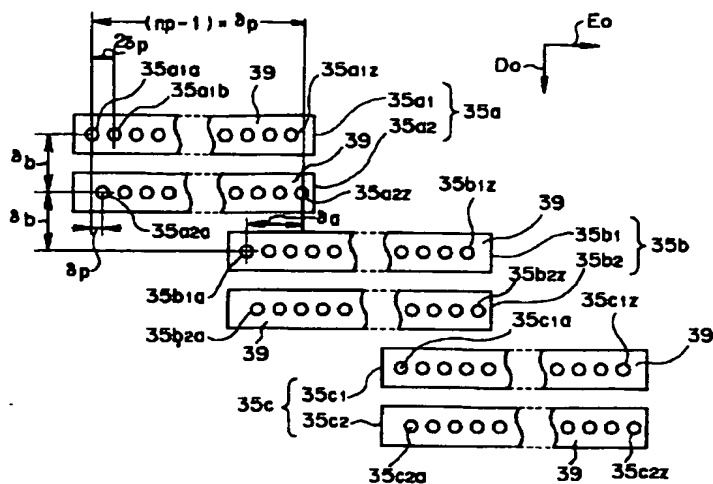 (np-1) × δp
2δp
Eo
Do
35a1a
35a1b
39
35a1z
35a1
35a
35a2
39
δb
δb
35a2a
35a2z
δp
δa
35b1z
39
35b1
35b
35b2
35b1a
35b2z
35b2a
39
35c1a
35c1z
39
35c
35c1
35c2
35c2a
39
35c2z